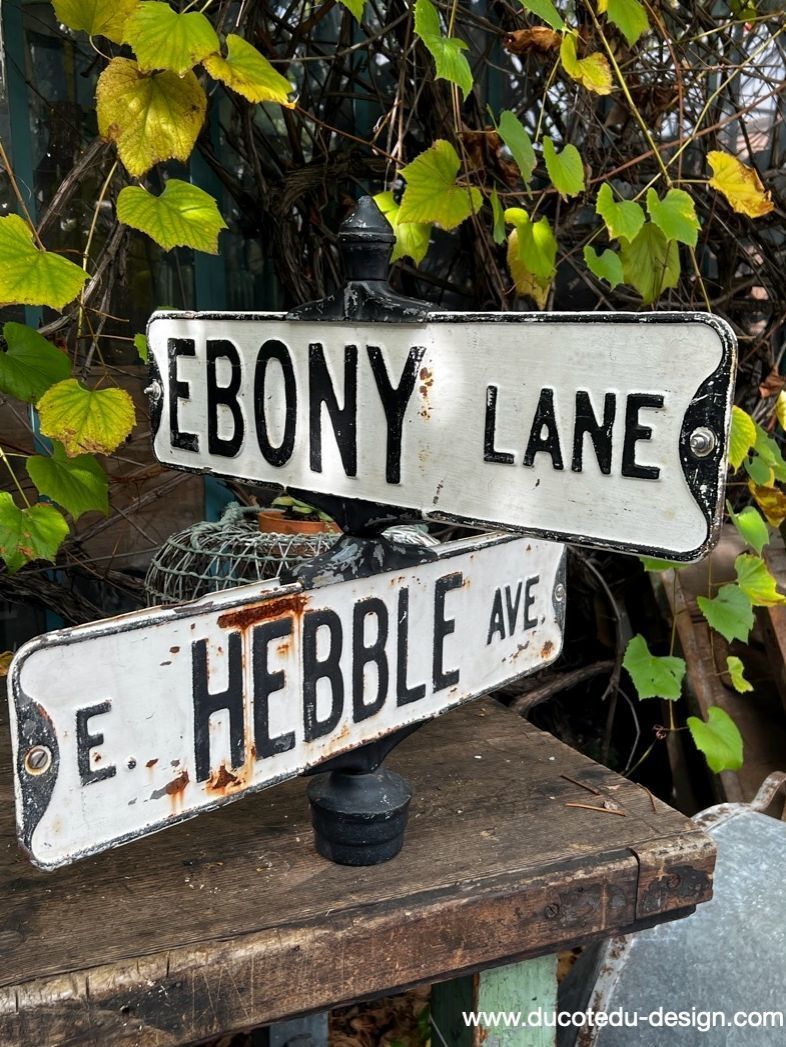 EBONY LANE
E. HEBBLE AVE.
www.ducotedu-design.com